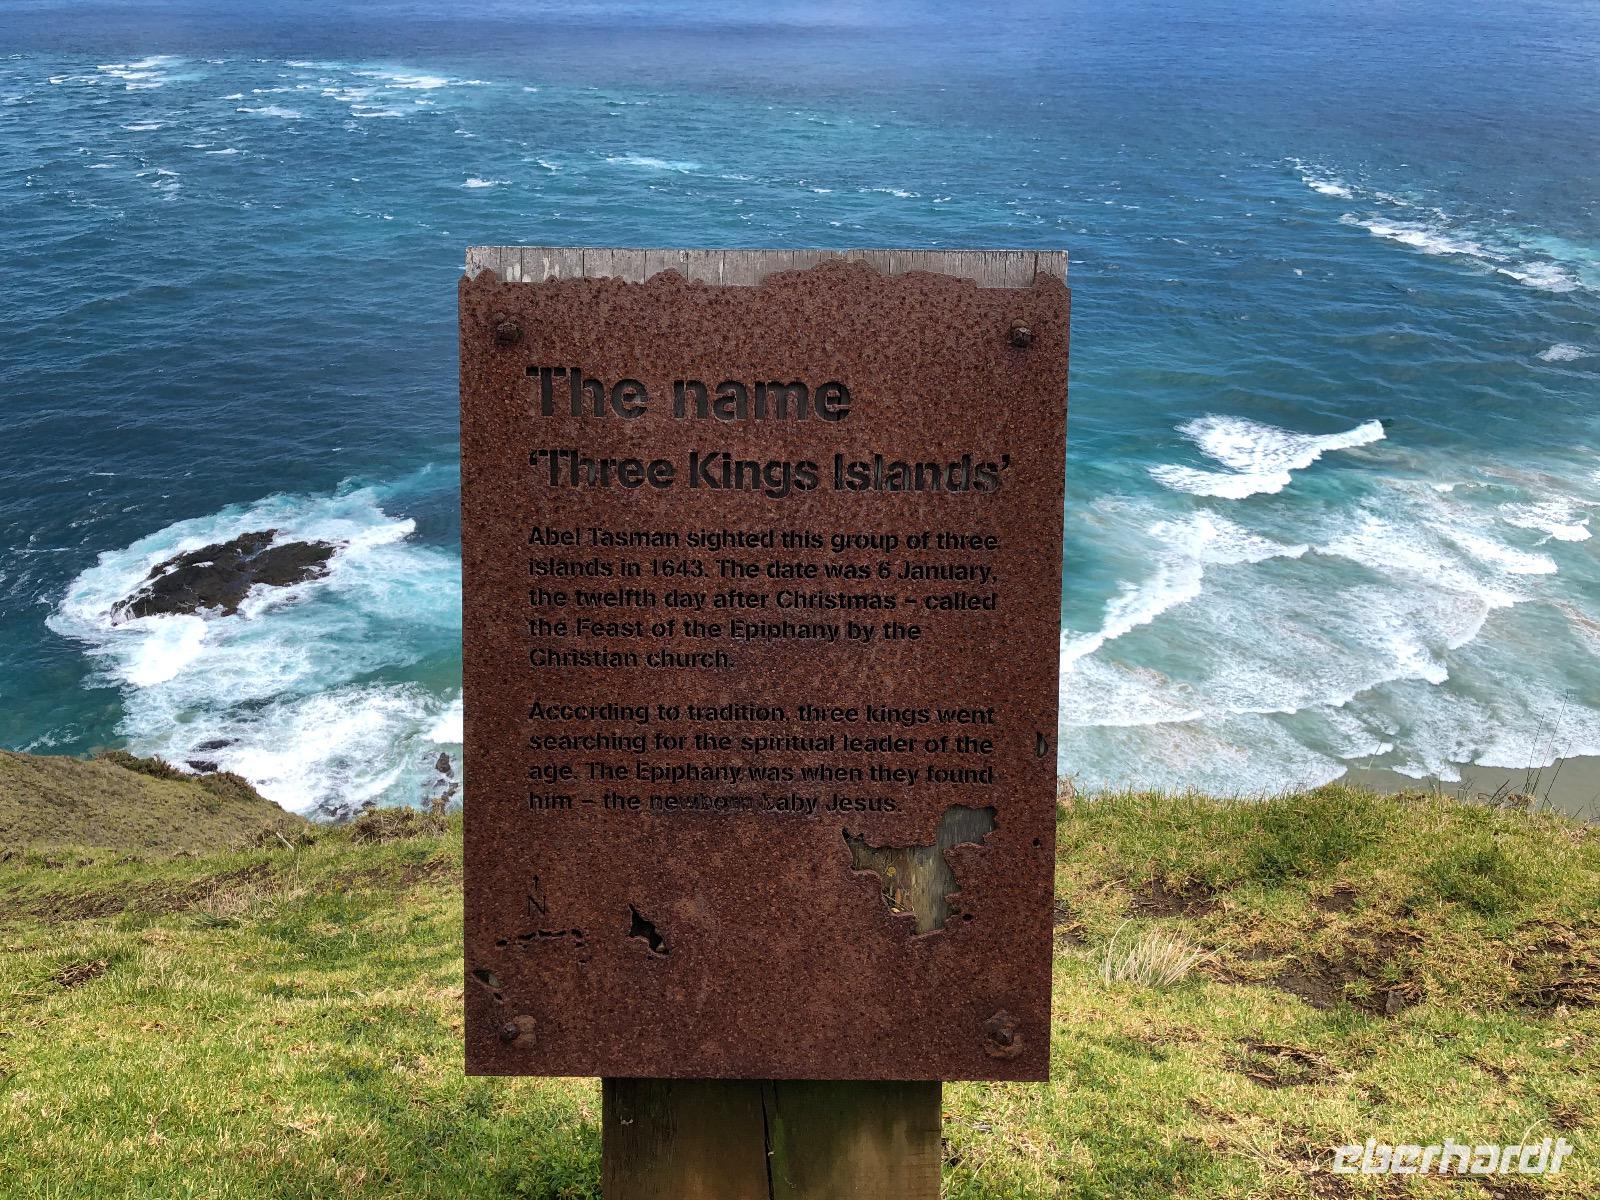 The name
‘Three Kings Islands’
Abel Tasman sighted this group of three
islands in 1643. The date was 6 January,
the twelfth day after Christmas – called
the Feast of the Epiphany by the
Christian church.
According to tradition, three kings went
searching for the spiritual leader of the
age. The Epiphany was when they found
him – the newborn baby Jesus.
N
eberhardt